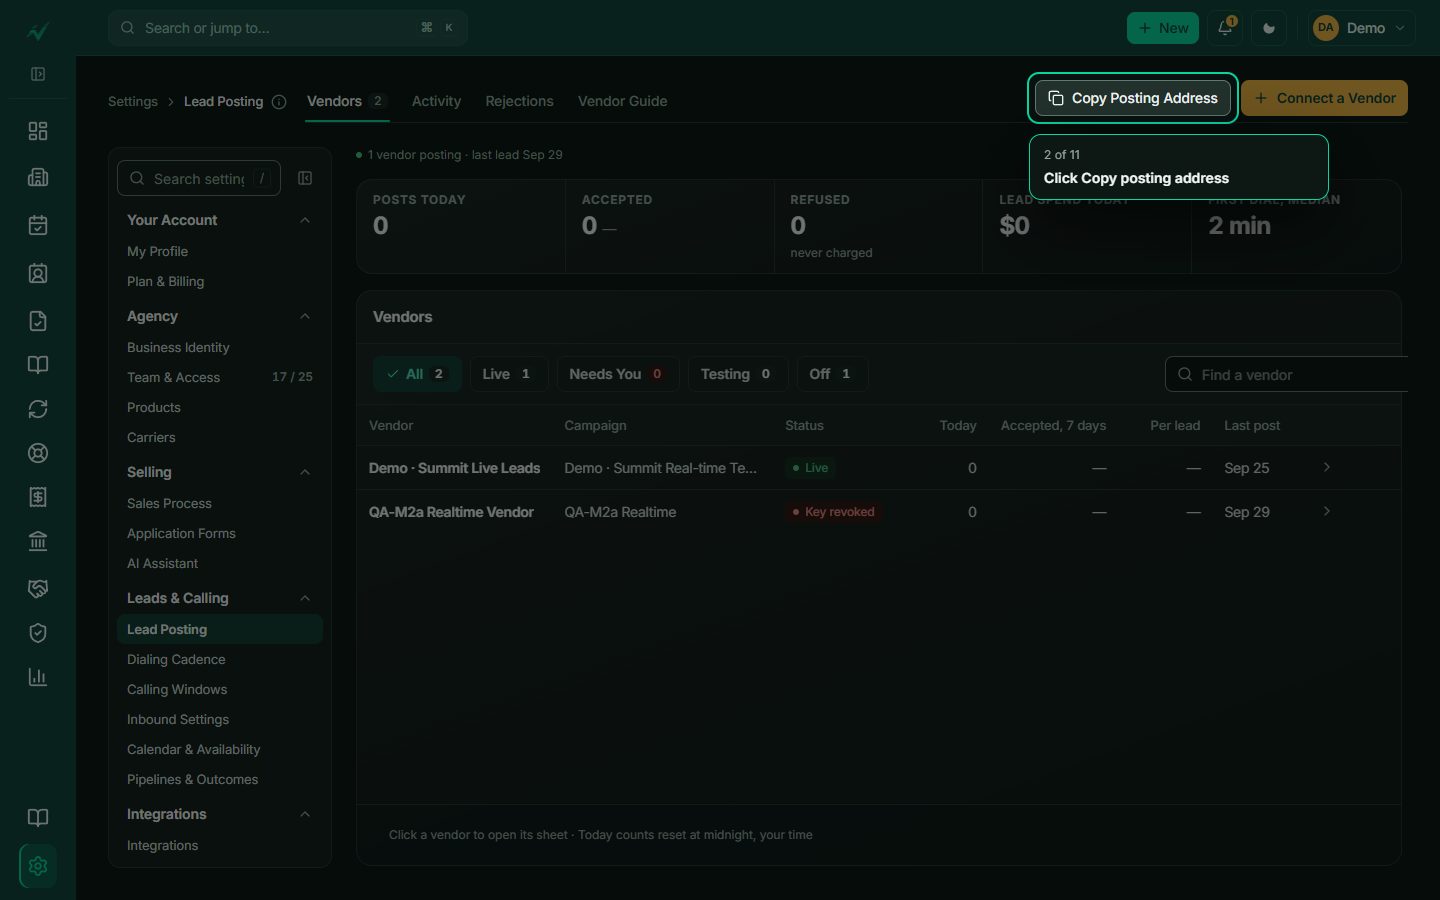 Search or jump to...
⌘ K
New
1
DA
Demo
Settings
Lead Posting
Vendors 2
Activity
Rejections
Vendor Guide
Copy Posting Address
Connect a Vendor
2 of 11
Click Copy posting address
Search setting /
Your Account
My Profile
Plan & Billing
Agency
Business Identity
Team & Access 17 / 25
Products
Carriers
Selling
Sales Process
Application Forms
AI Assistant
Leads & Calling
Lead Posting
Dialing Cadence
Calling Windows
Inbound Settings
Calendar & Availability
Pipelines & Outcomes
Integrations
Integrations
1 vendor posting · last lead Sep 29
POSTS TODAY
0
ACCEPTED
0 —
REFUSED
0
never charged
LEAD SPEND TODAY
$0
FIRST DIAL, MEDIAN
2 min
Vendors
All 2
Live 1
Needs You 0
Testing 0
Off 1
Find a vendor
Vendor Campaign Status Today Accepted, 7 days Per lead Last post
Demo · Summit Live Leads Demo · Summit Real-time Te... Live 0 — — Sep 25
QA-M2a Realtime Vendor QA-M2a Realtime Key revoked 0 — — Sep 29
Click a vendor to open its sheet · Today counts reset at midnight, your time